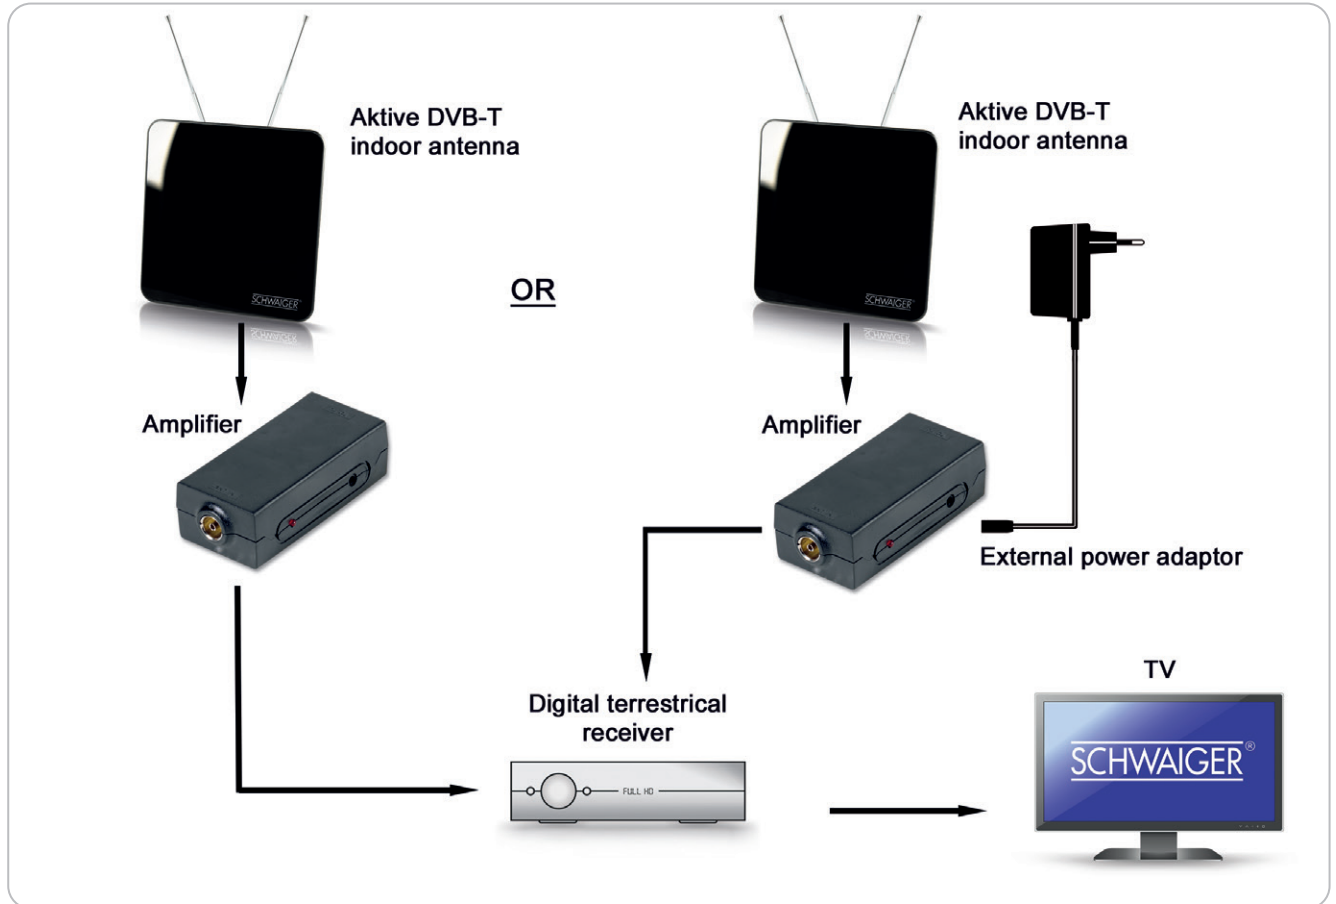 Aktive DVB-T
indoor antenna
SCHWAIGER
OR
Aktive DVB-T
indoor antenna
SCHWAIGER
Amplifier
Amplifier
External power adaptor
Digital terrestrical
receiver
FULL HD
TV
SCHWAIGER®